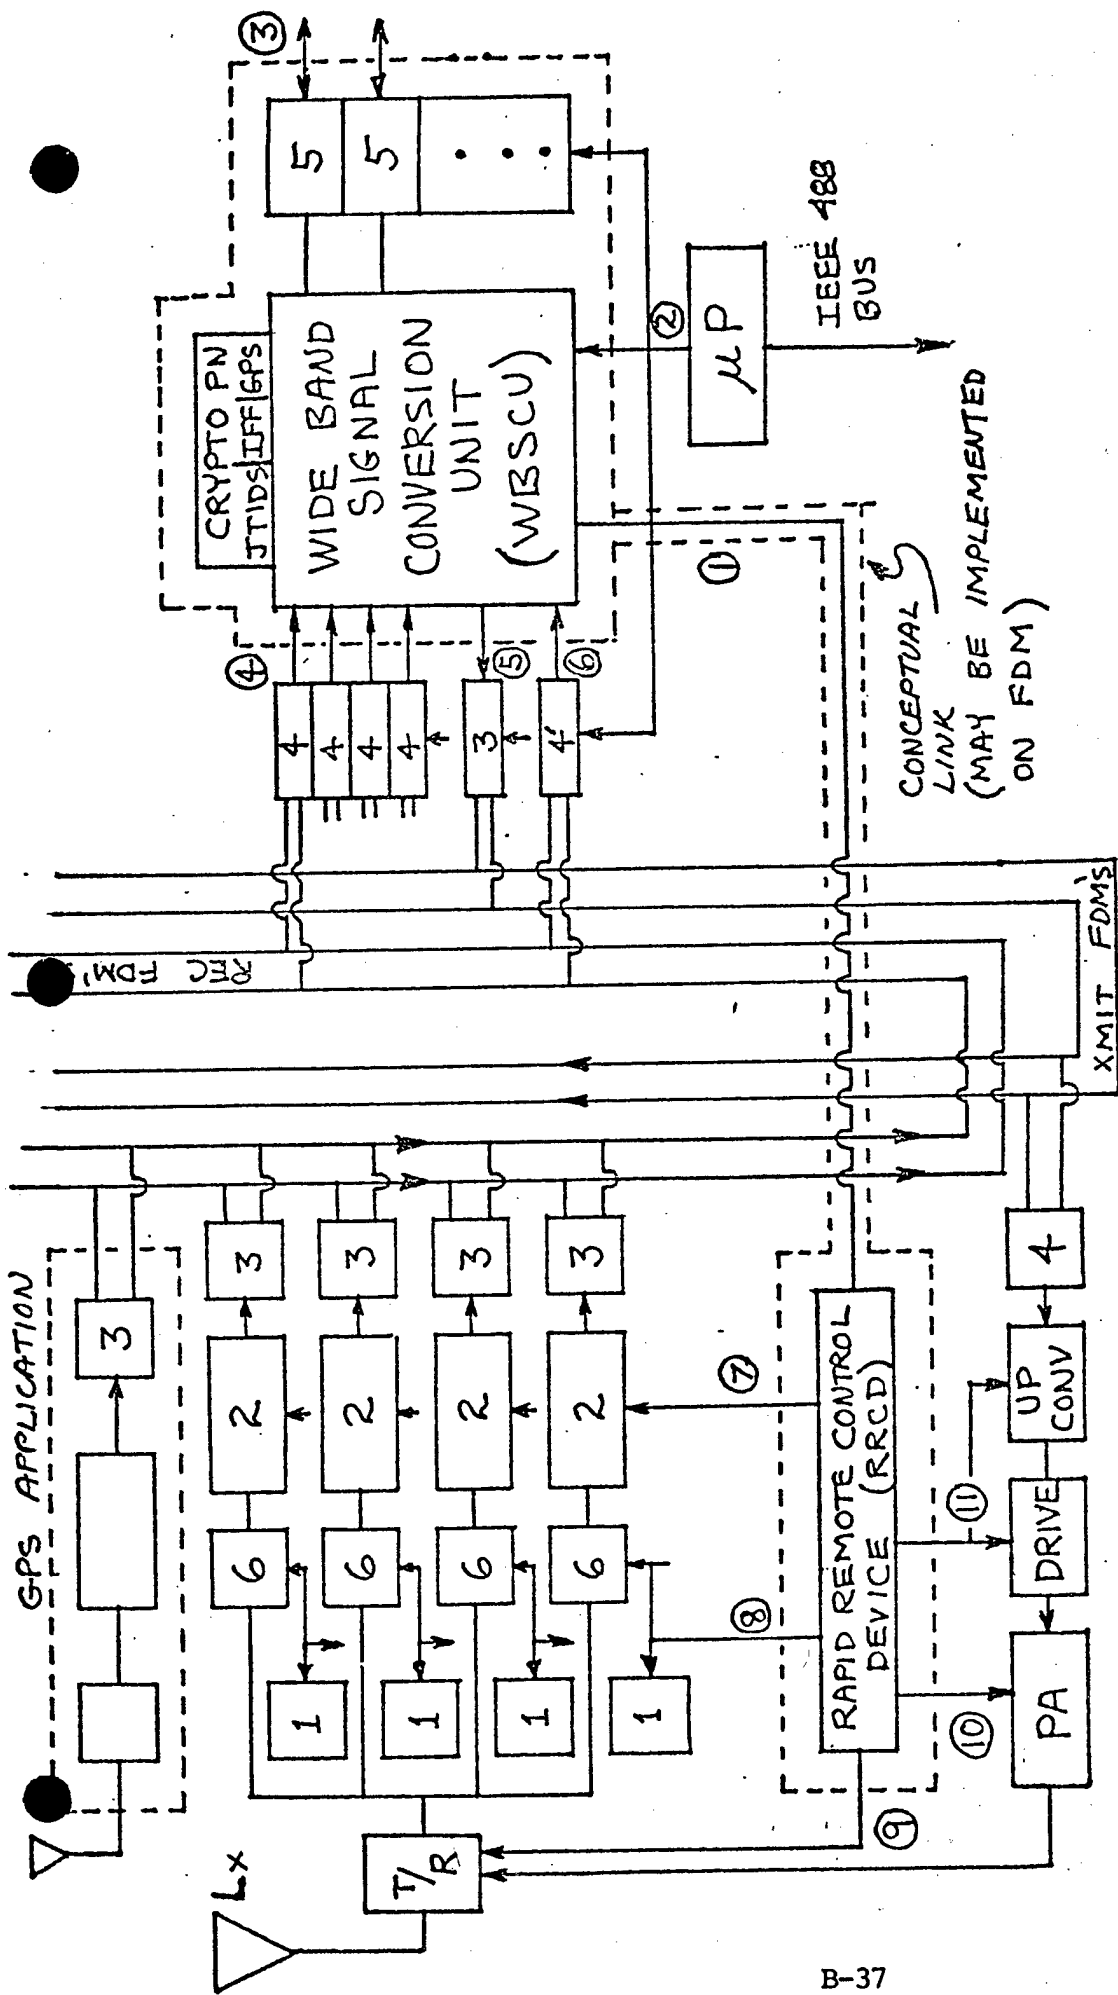 GPS APPLICATION
3
Lx
T/R
1
6
2
3
1
6
2
3
1
6
2
3
1
6
2
3
8
7
9
RAPID REMOTE CONTROL
DEVICE (RRCD)
10
11
PA
DRIVE
UP
CONV
4
REC FDM'
XMIT FDM'S
4
4
4
4
4
3
5
4'
6
CRYPTO PN
JTIDS|IFF|GPS
WIDE BAND
SIGNAL
CONVERSION
UNIT
(WBSCU)
5
5
3
1
2
μP
IEEE 488
BUS
CONCEPTUAL
LINK
(MAY BE IMPLEMENTED
ON FDM)
B-37